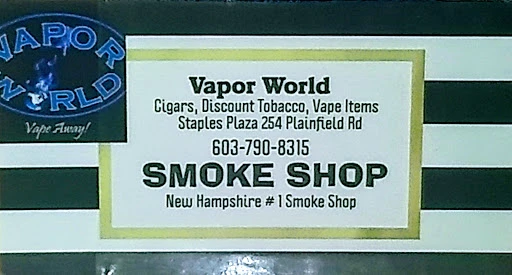 VAPOR
WORLD
Vape Away!
Vapor World
Cigars, Discount Tobacco, Vape Items
Staples Plaza 254 Plainfield Rd
603-790-8315
SMOKE SHOP
New Hampshire # 1 Smoke Shop